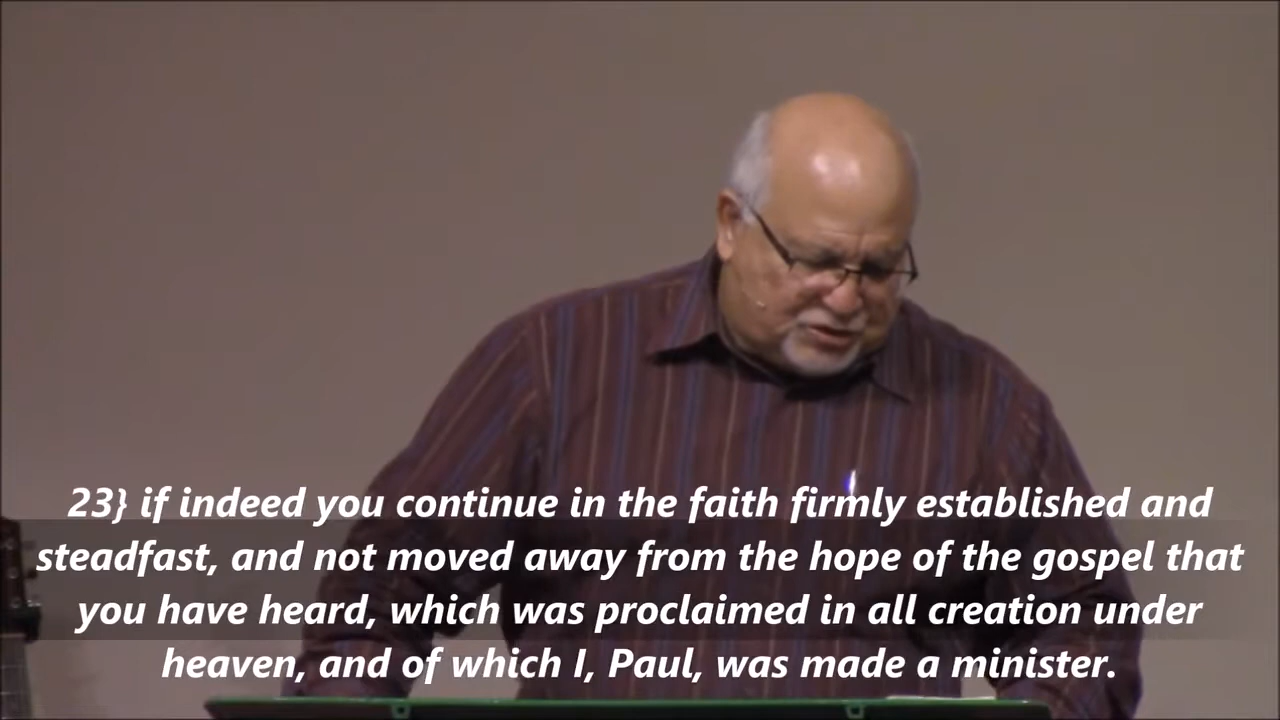 23} if indeed you continue in the faith firmly established and
steadfast, and not moved away from the hope of the gospel that
you have heard, which was proclaimed in all creation under
heaven, and of which I, Paul, was made a minister.